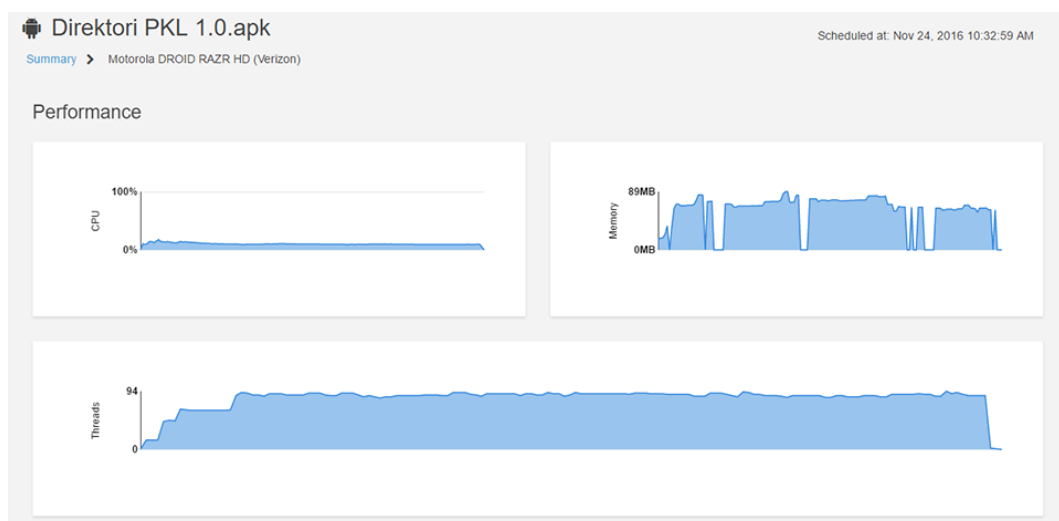 Direktori PKL 1.0.apk
Scheduled at: Nov 24, 2016 10:32:59 AM
Summary > Motorola DROID RAZR HD (Verizon)
Performance
100%
CPU
0%
89MB
Memory
0MB
94
Threads
0